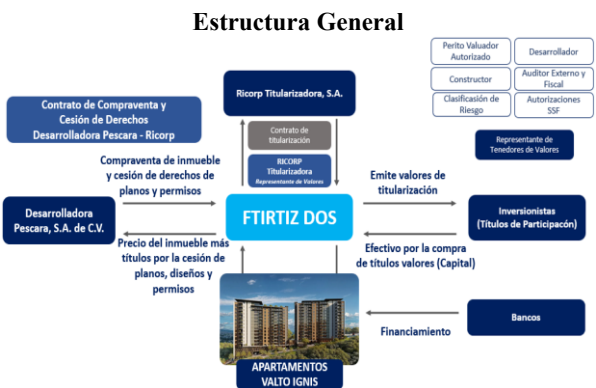 Estructura General
Perito Valuador
Autorizado
Desarrollador
Constructor
Auditor Externo y
Fiscal
Clasificación de
Riesgo
Autorizaciones
SSF
Representante de
Tenedores de Valores
Ricorp Titularizadora, S.A.
Contrato de Compraventa y
Cesión de Derechos
Desarrolladora Pescara - Ricorp
Contrato de
titularización
RICORP
Titularizadora
Representante de Valores
Compraventa de inmueble
y cesión de derechos de
planos y permisos
Emite valores de
titularización
Desarrolladora
Pescara, S.A. de C.V.
FTIRTIZ DOS
Inversionistas
(Títulos de Participacón)
Precio del inmueble más
títulos por la cesión de
planos, diseños y
permisos
Efectivo por la compra
de títulos valores (Capital)
Bancos
Financiamiento
APARTAMENTOS
VALTO IGNIS